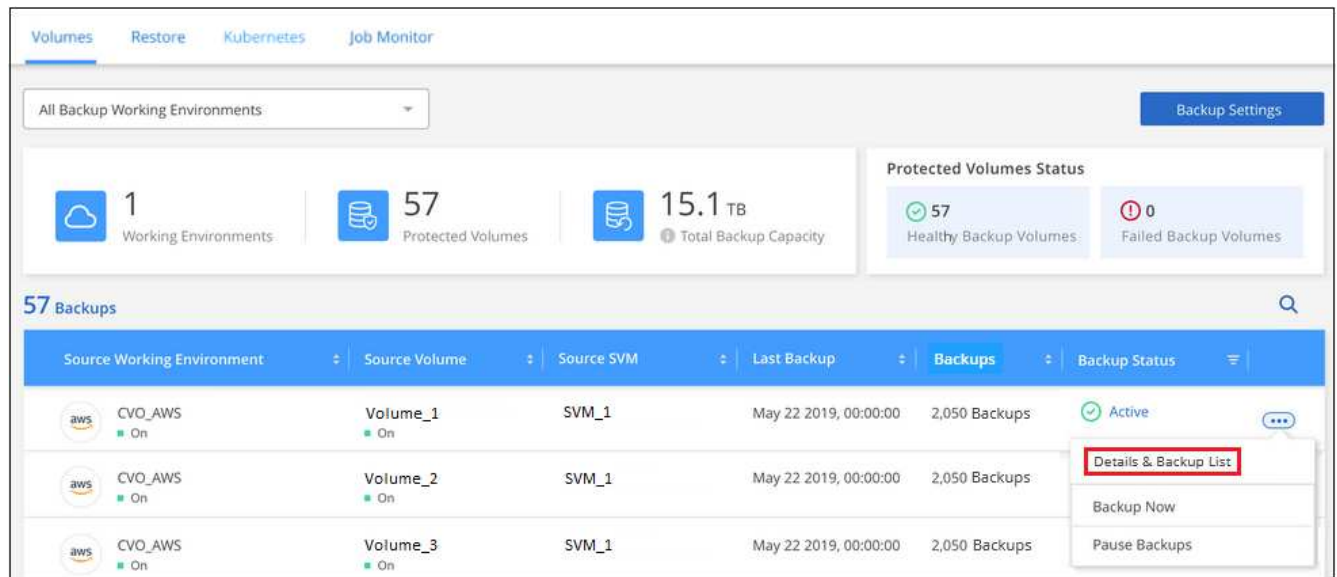 Volumes Restore Kubernetes Job Monitor
All Backup Working Environments
Backup Settings
1
Working Environments
57
Protected Volumes
15.1 TB
Total Backup Capacity
Protected Volumes Status
57
Healthy Backup Volumes
0
Failed Backup Volumes
57 Backups
Source Working Environment Source Volume Source SVM Last Backup Backups Backup Status
aws CVO_AWS Volume_1 SVM_1 May 22 2019, 00:00:00 2,050 Backups Active
On On
Details & Backup List
aws CVO_AWS Volume_2 SVM_1 May 22 2019, 00:00:00 2,050 Backups
On On
Backup Now
aws CVO_AWS Volume_3 SVM_1 May 22 2019, 00:00:00 2,050 Backups
On On
Pause Backups